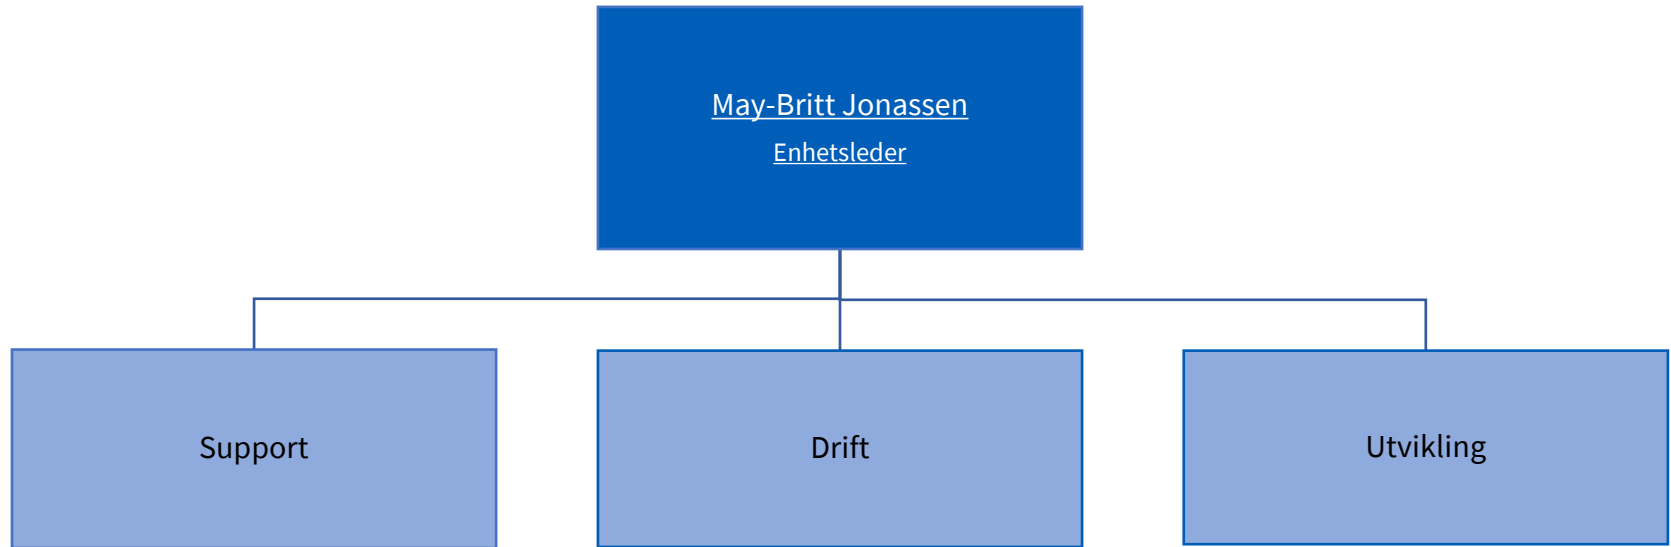 May-Britt Jonassen
Enhetsleder
Support
Drift
Utvikling